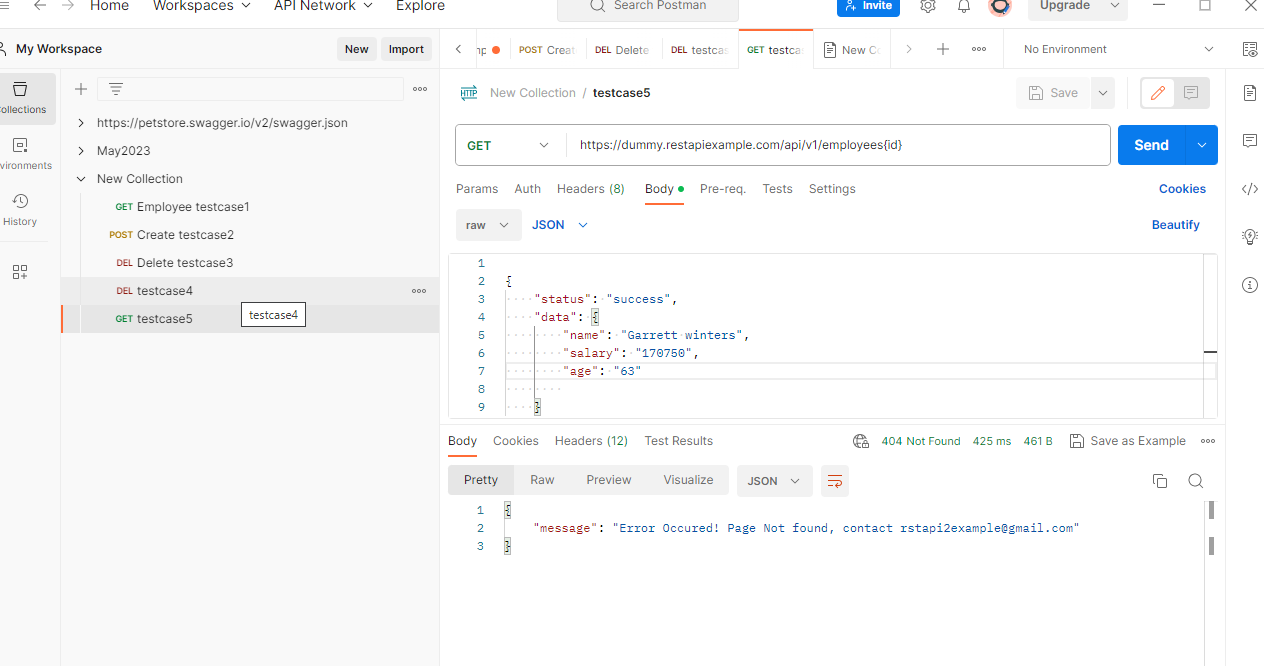 Home Workspaces API Network Explore Search Postman Invite Upgrade
My Workspace New Import
POST Creat DEL Delete DEL testcas GET testcas New Co No Environment
ollections
vironments
History
https://petstore.swagger.io/v2/swagger.json
May2023
New Collection
GET Employee testcase1
POST Create testcase2
DEL Delete testcase3
DEL testcase4
GET testcase5
testcase4
HTTP New Collection / testcase5 Save
GET https://dummy.restapiexample.com/api/v1/employees{id} Send
Params Auth Headers (8) Body Pre-req. Tests Settings Cookies
raw JSON Beautify
1
2 {
3 "status": "success",
4 "data": {
5 "name": "Garrett winters",
6 "salary": "170750",
7 "age": "63"
8
9 }
Body Cookies Headers (12) Test Results 404 Not Found 425 ms 461 B Save as Example
Pretty Raw Preview Visualize JSON
1 {
2 "message": "Error Occured! Page Not found, contact rstapi2example@gmail.com"
3 }